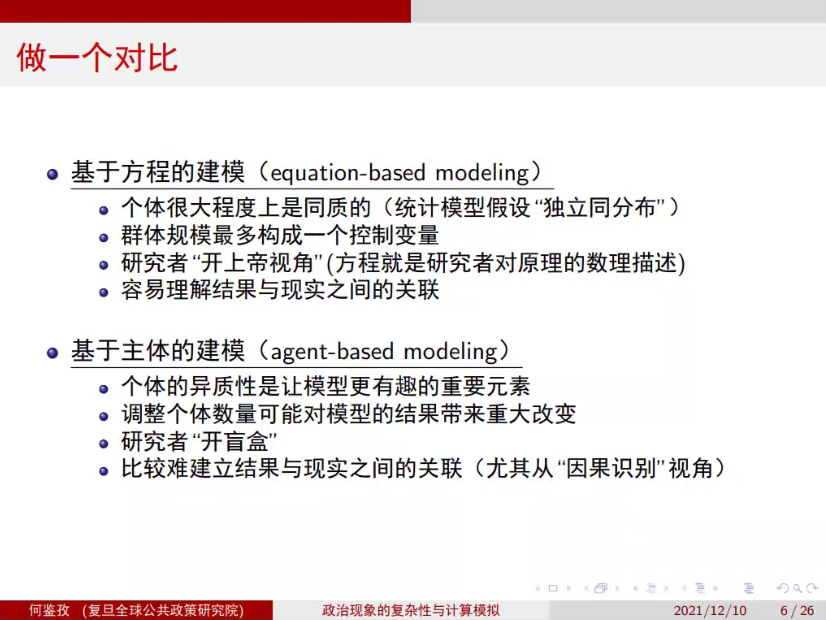 做一个对比
基于方程的建模（equation-based modeling）
个体很大程度上是同质的（统计模型假设“独立同分布”）
群体规模最多构成一个控制变量
研究者“开上帝视角”(方程就是研究者对原理的数理描述)
容易理解结果与现实之间的关联
基于主体的建模（agent-based modeling）
个体的异质性是让模型更有趣的重要元素
调整个体数量可能对模型的结果带来重大改变
研究者“开盲盒”
比较难建立结果与现实之间的关联（尤其从“因果识别”视角）
何鉴孜 (复旦全球公共政策研究院) 政治现象的复杂性与计算模拟 2021/12/10 6 / 26